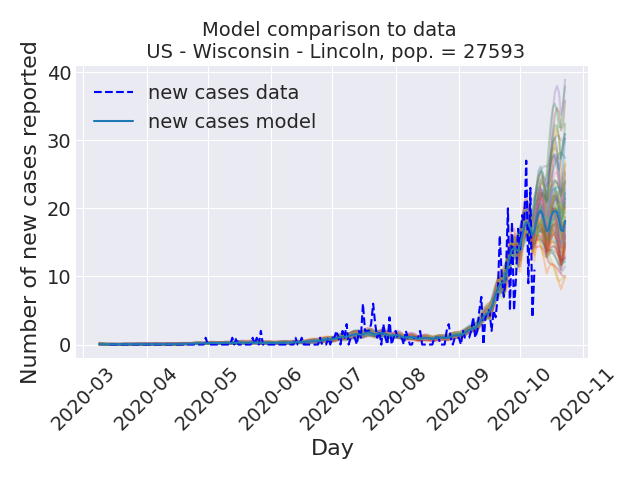 Model comparison to data
US - Wisconsin - Lincoln, pop. = 27593
Number of new cases reported
40
30
20
10
0
new cases data
new cases model
2020-03
2020-04
2020-05
2020-06
2020-07
2020-08
2020-09
2020-10
2020-11
Day